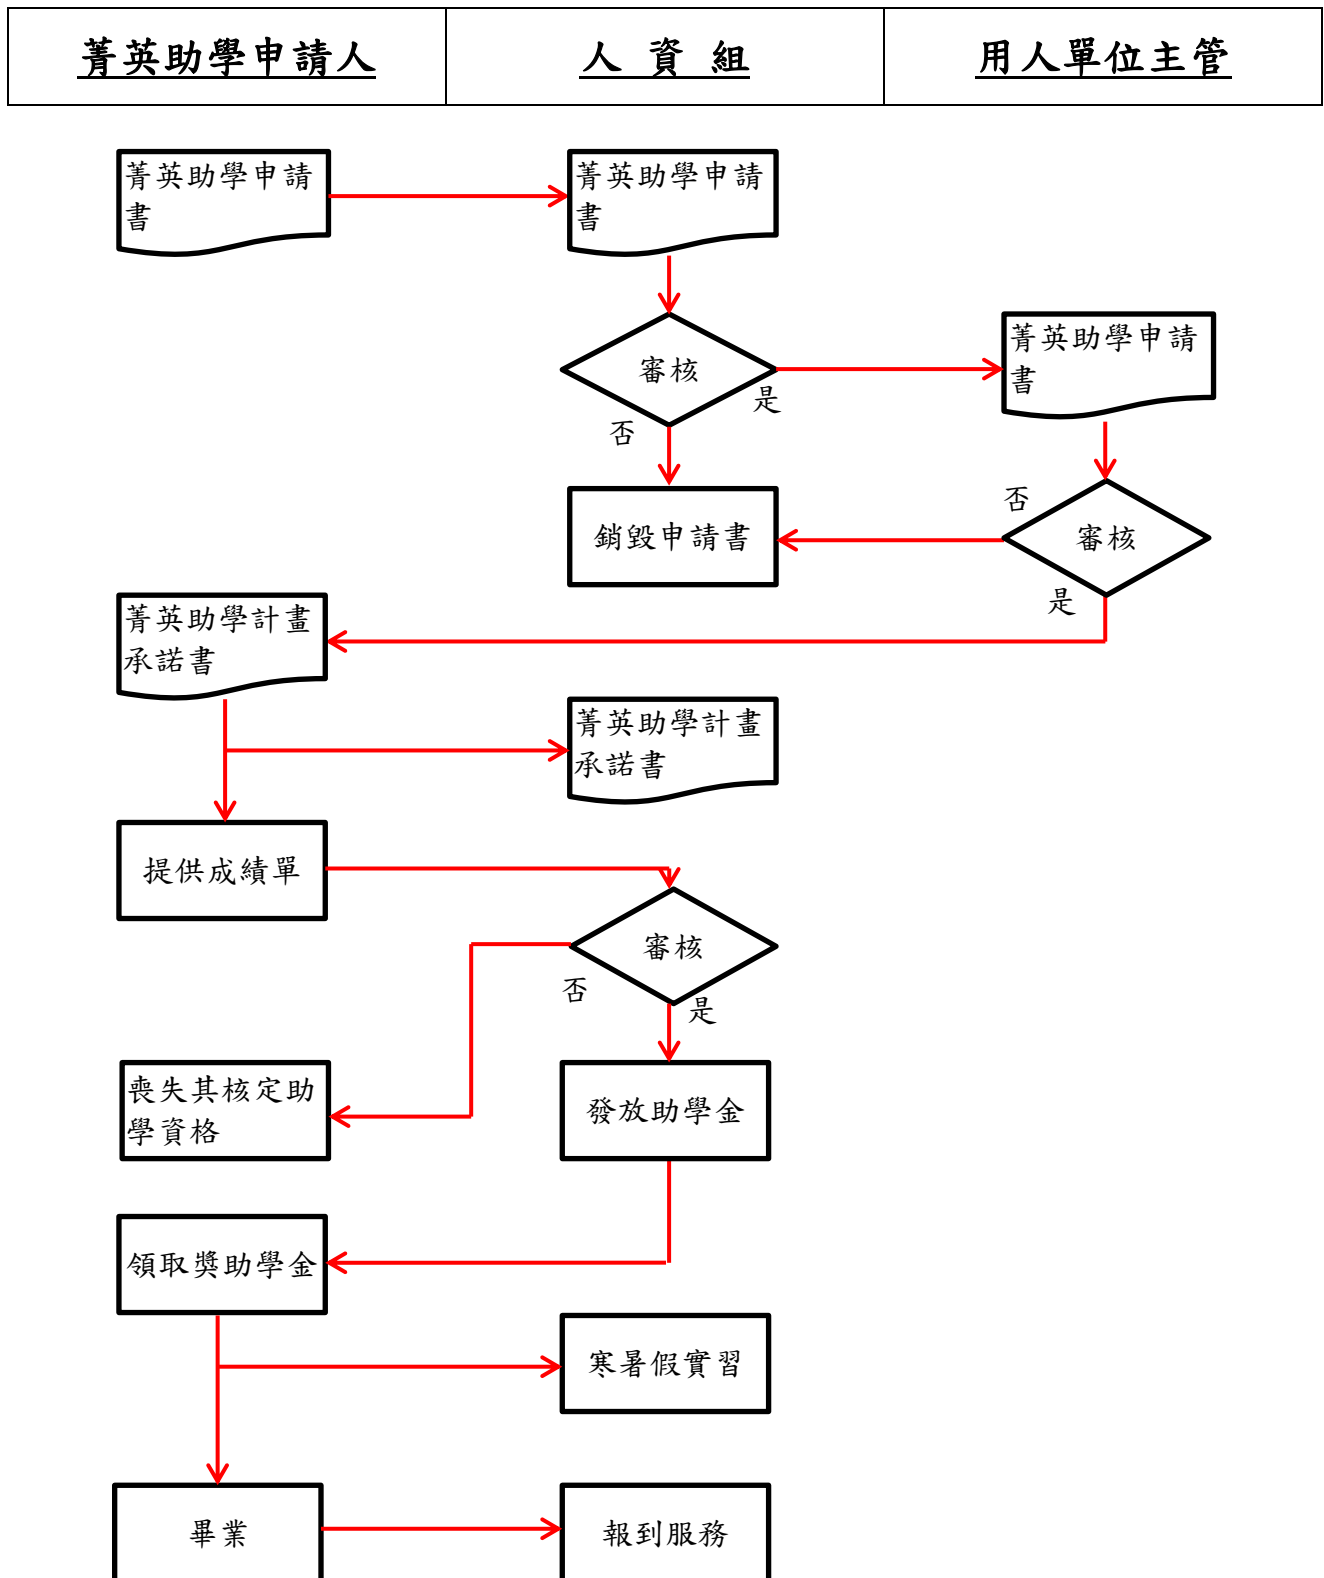 菁英助學申請人
人 資 組
用人單位主管
菁英助學申請
書
菁英助學申請
書
審核
是
否
菁英助學申請
書
銷毀申請書
否
審核
是
菁英助學計畫
承諾書
菁英助學計畫
承諾書
提供成績單
審核
否
是
喪失其核定助
學資格
發放助學金
領取獎助學金
寒暑假實習
畢業
報到服務